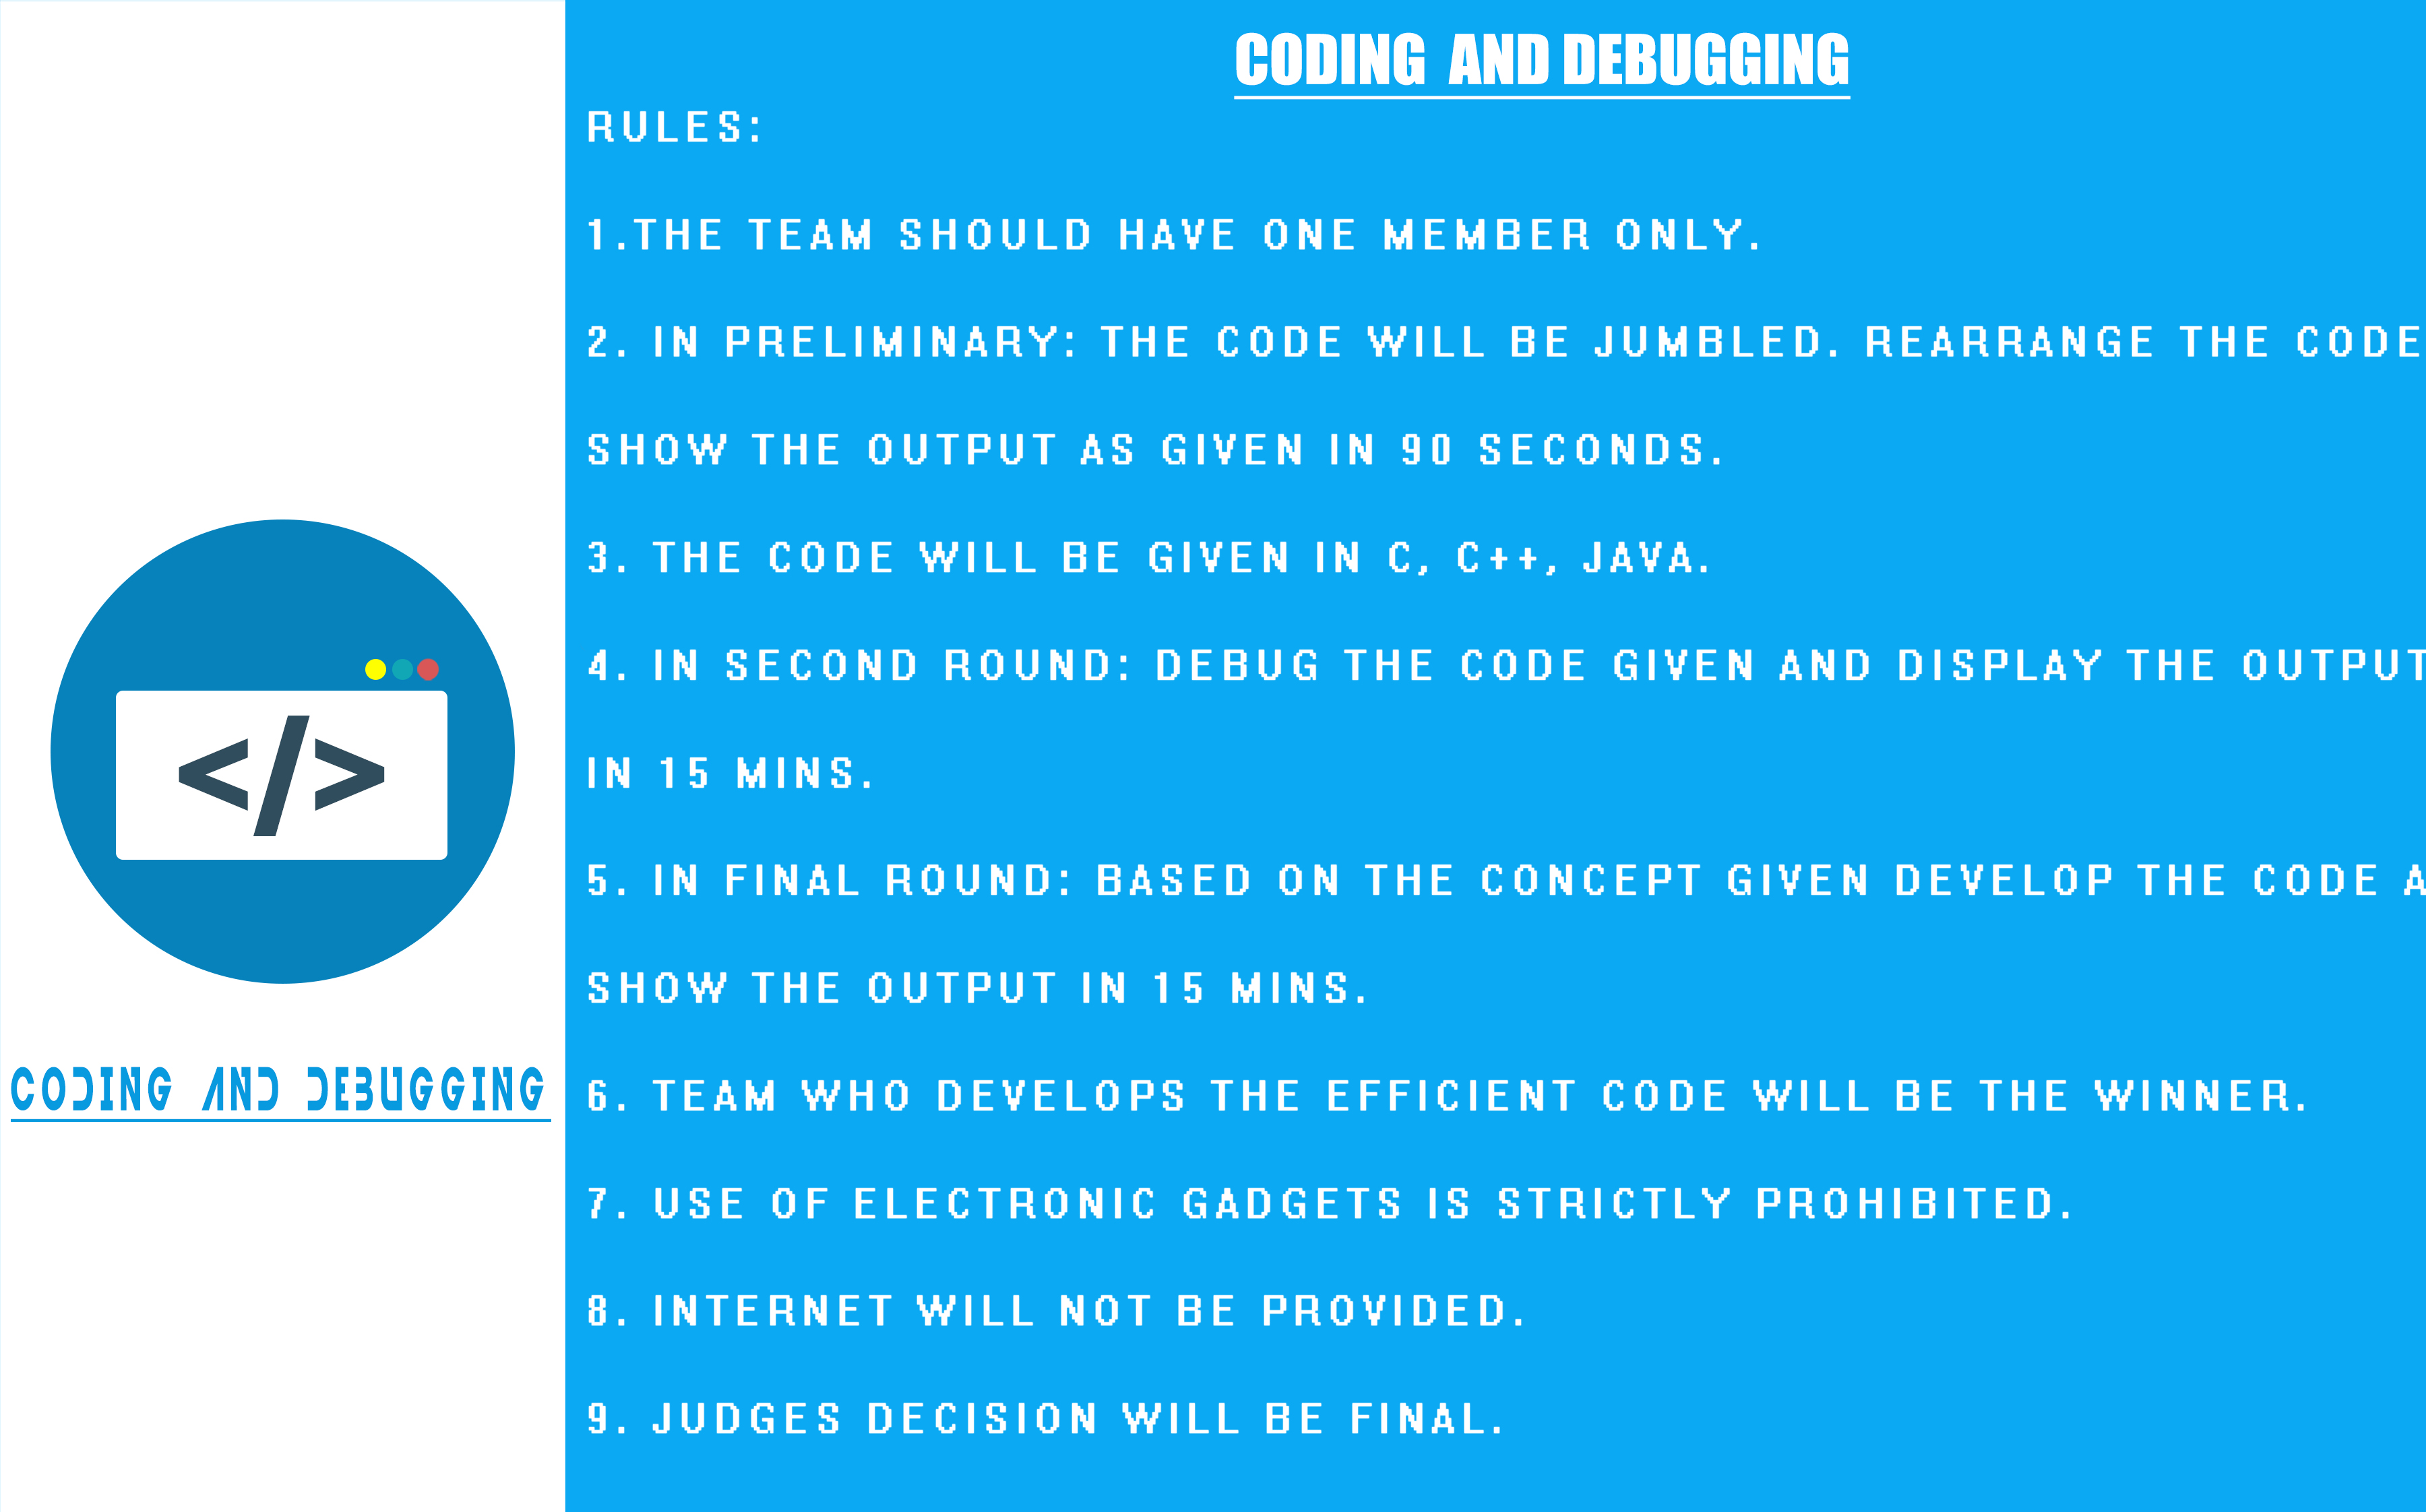 CODING AND DEBUGGING
RULES:
1.THE TEAM SHOULD HAVE ONE MEMBER ONLY.
2. IN PRELIMINARY: THE CODE WILL BE JUMBLED. REARRANGE THE CODE
SHOW THE OUTPUT AS GIVEN IN 90 SECONDS.
3. THE CODE WILL BE GIVEN IN C, C++, JAVA.
4. IN SECOND ROUND: DEBUG THE CODE GIVEN AND DISPLAY THE OUTPUT
IN 15 MINS.
5. IN FINAL ROUND: BASED ON THE CONCEPT GIVEN DEVELOP THE CODE
SHOW THE OUTPUT IN 15 MINS.
6. TEAM WHO DEVELOPS THE EFFICIENT CODE WILL BE THE WINNER.
7. USE OF ELECTRONIC GADGETS IS STRICTLY PROHIBITED.
8. INTERNET WILL NOT BE PROVIDED.
9. JUDGES DECISION WILL BE FINAL.
</>
CODING AND DEBUGGING